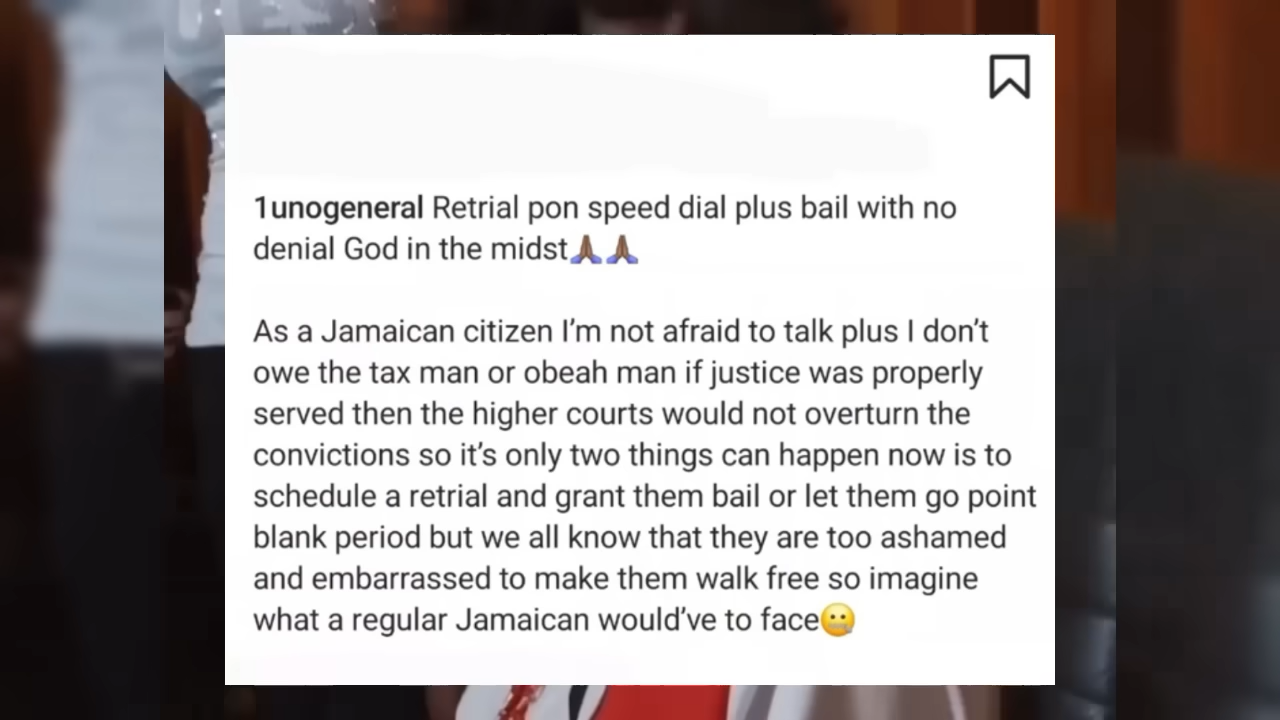 1unogeneral Retrial pon speed dial plus bail with no
denial God in the midst🙏🏾🙏🏾
As a Jamaican citizen I’m not afraid to talk plus I don’t
owe the tax man or obeah man if justice was properly
served then the higher courts would not overturn the
convictions so it’s only two things can happen now is to
schedule a retrial and grant them bail or let them go point
blank period but we all know that they are too ashamed
and embarrassed to make them walk free so imagine
what a regular Jamaican would’ve to face🤐